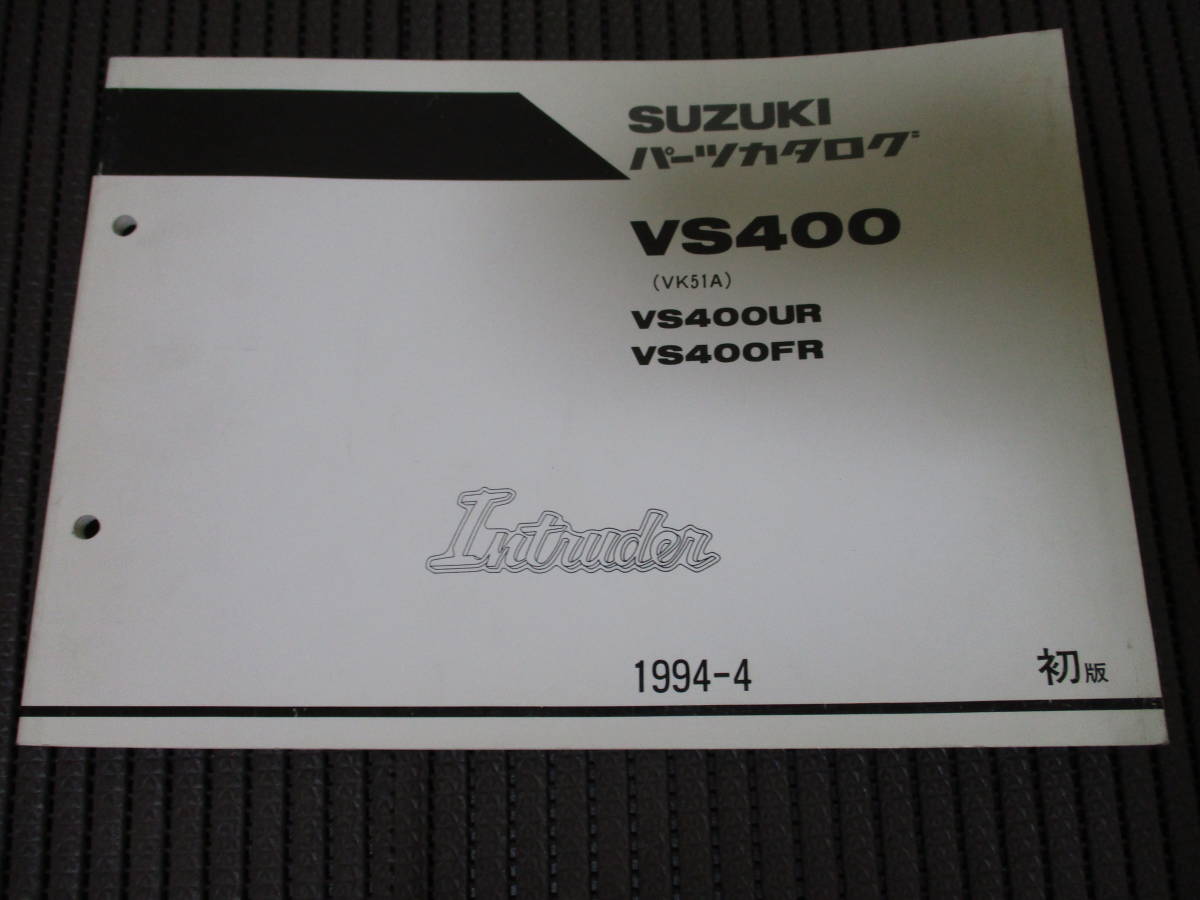 SUZUKI
パーツカタログ
VS400
(VK51A)
VS400UR
VS400FR
Intruder
1994-4 初版